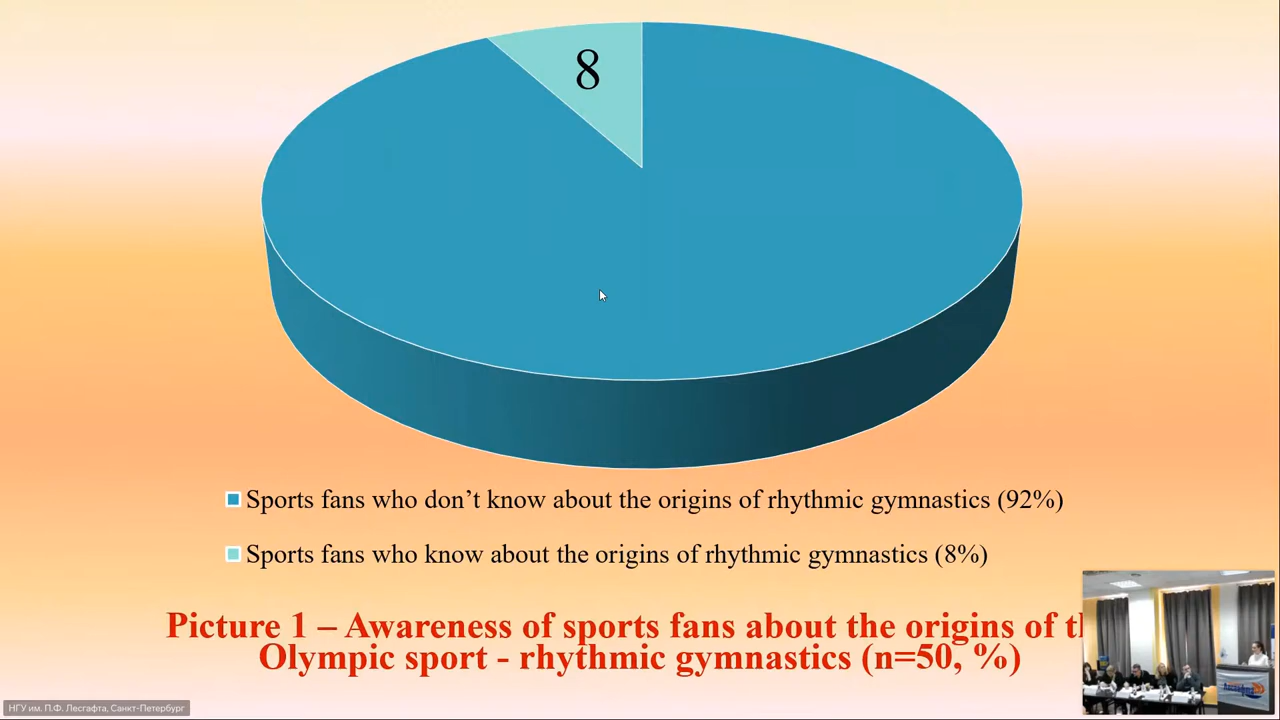 8
Sports fans who don’t know about the origins of rhythmic gymnastics (92%)
Sports fans who know about the origins of rhythmic gymnastics (8%)
Picture 1 – Awareness of sports fans about the origins of
Olympic sport - rhythmic gymnastics (n=50, %)
НГУ им. П.Ф. Лесгафта, Санкт-Петербург